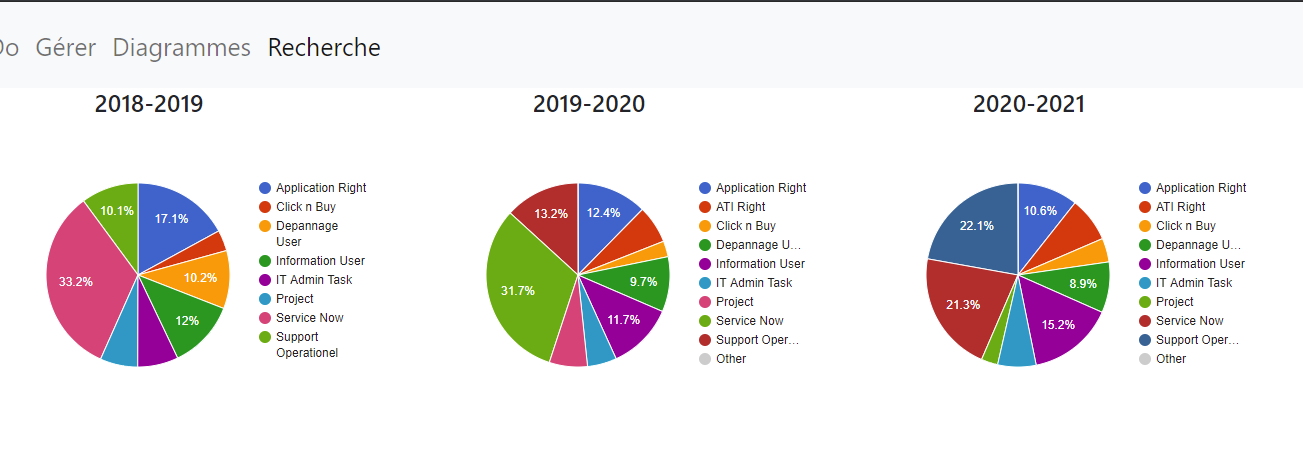 Do Gérer Diagrammes Recherche
2018-2019
10.1%
17.1%
33.2%
10.2%
12%
Application Right
Click n Buy
Depannage
User
Information User
IT Admin Task
Project
Service Now
Support
Operationel
2019-2020
13.2%
12.4%
31.7%
9.7%
11.7%
Application Right
ATI Right
Click n Buy
Depannage U...
Information User
IT Admin Task
Project
Service Now
Support Oper...
Other
2020-2021
10.6%
22.1%
8.9%
21.3%
15.2%
Application Right
ATI Right
Click n Buy
Depannage U...
Information User
IT Admin Task
Project
Service Now
Support Oper...
Other